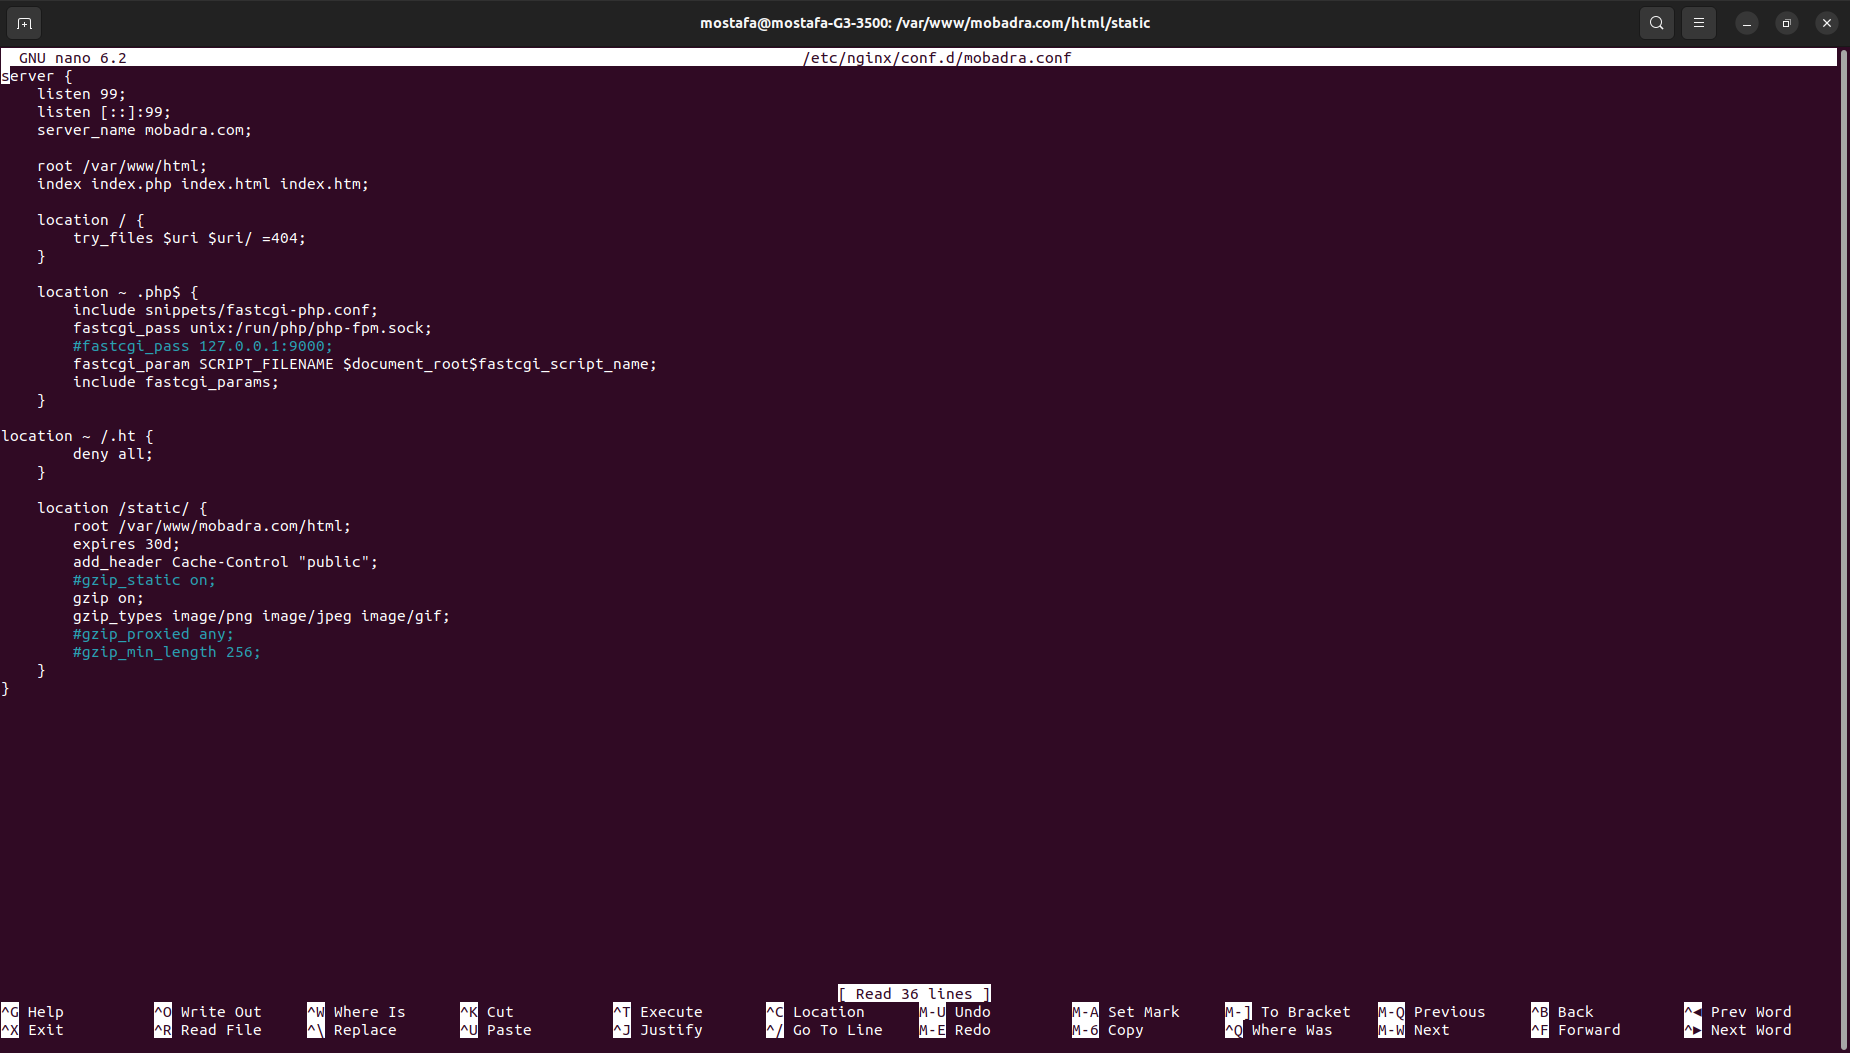 mostafa@mostafa-G3-3500: /var/www/mobadra.com/html/static
GNU nano 6.2 /etc/nginx/conf.d/mobadra.conf
server {
    listen 99;
    listen [::]:99;
    server_name mobadra.com;

    root /var/www/html;
    index index.php index.html index.htm;

    location / {
        try_files $uri $uri/ =404;
    }

    location ~ .php$ {
        include snippets/fastcgi-php.conf;
        fastcgi_pass unix:/run/php/php-fpm.sock;
        #fastcgi_pass 127.0.0.1:9000;
        fastcgi_param SCRIPT_FILENAME $document_root$fastcgi_script_name;
        include fastcgi_params;
    }

location ~ /.ht {
        deny all;
    }

    location /static/ {
        root /var/www/mobadra.com/html;
        expires 30d;
        add_header Cache-Control "public";
        #gzip_static on;
        gzip on;
        gzip_types image/png image/jpeg image/gif;
        #gzip_proxied any;
        #gzip_min_length 256;
    }
}
[ Read 36 lines ]
^G Help ^O Write Out ^W Where Is ^K Cut ^T Execute ^C Location M-U Undo M-A Set Mark M-] To Bracket M-Q Previous ^B Back ^◀ Prev Word
^X Exit ^R Read File ^\ Replace ^U Paste ^J Justify ^/ Go To Line M-E Redo M-6 Copy ^Q Where Was M-W Next ^F Forward ^▶ Next Word